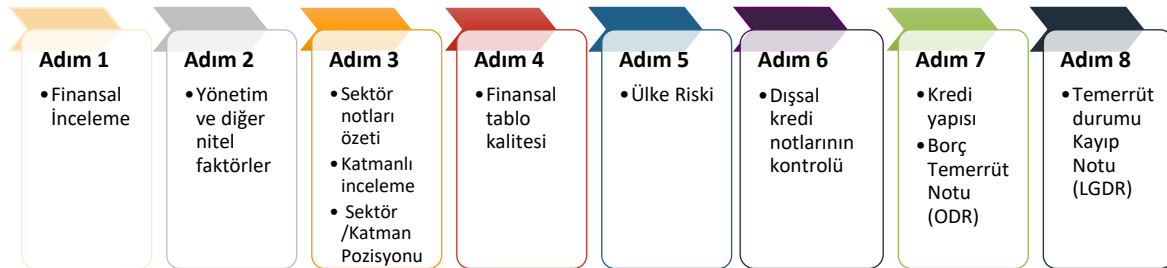 Adım 1
•Finansal
İnceleme
Adım 2
•Yönetim
ve diğer
nitel
faktörler
Adım 3
•Sektör
notları
özeti
•Katmanlı
inceleme
• Sektör
/Katman
Pozisyonu
Adım 4
•Finansal
tablo
kalitesi
Adım 5
•Ülke Riski
Adım 6
•Dışsal
kredi
notlarının
kontrolü
Adım 7
•Kredi
yapısı
•Borç
Temerrüt
Notu
(ODR)
Adım 8
•Temerrüt
durumu
Kayıp
Notu
(LGDR)